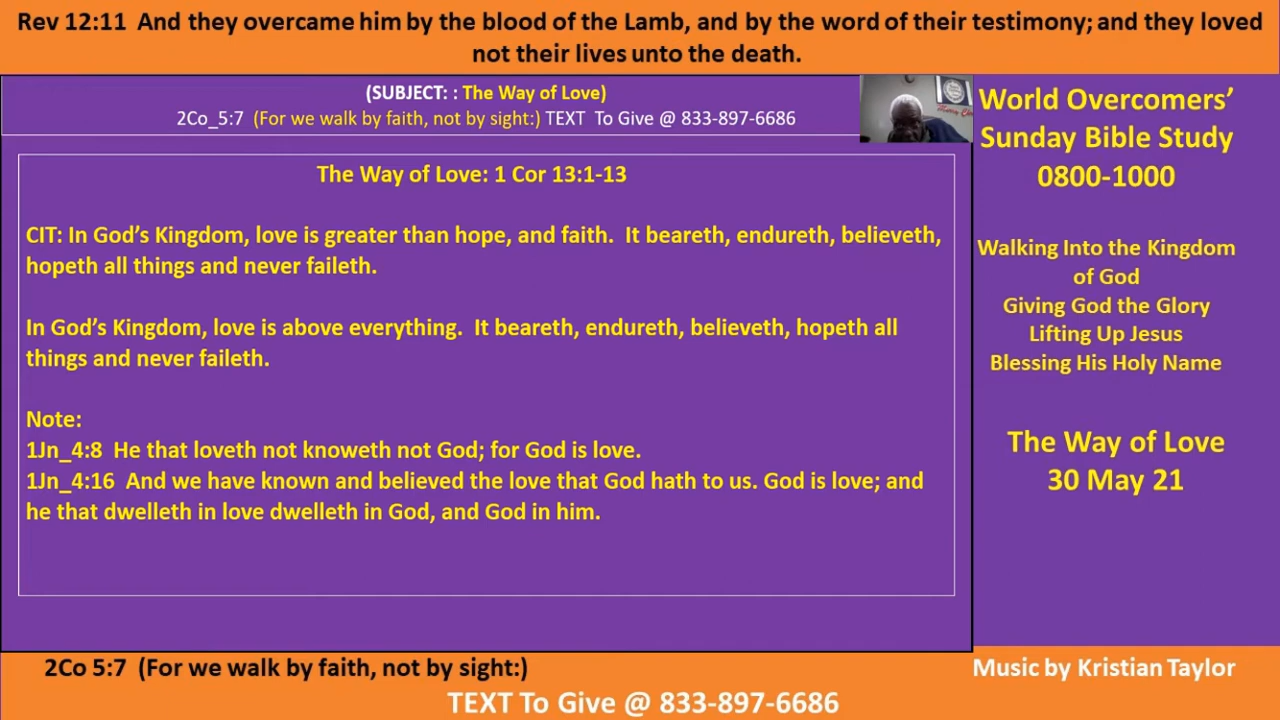 Rev 12:11  And they overcame him by the blood of the Lamb, and by the word of their testimony; and they loved
not their lives unto the death.
(SUBJECT: : The Way of Love)
2Co_5:7  (For we walk by faith, not by sight:) TEXT  To Give @ 833-897-6686
The Way of Love: 1 Cor 13:1-13
CIT: In God's Kingdom, love is greater than hope, and faith.  It beareth, endureth, believeth,
hopeth all things and never faileth.
In God's Kingdom, love is above everything.  It beareth, endureth, believeth, hopeth all
things and never faileth.
Note:
1Jn_4:8  He that loveth not knoweth not God; for God is love.
1Jn_4:16  And we have known and believed the love that God hath to us. God is love; and
he that dwelleth in love dwelleth in God, and God in him.
World Overcomers'
Sunday Bible Study
0800-1000
Walking Into the Kingdom
of God
Giving God the Glory
Lifting Up Jesus
Blessing His Holy Name
The Way of Love
30 May 21
2Co 5:7  (For we walk by faith, not by sight:)
Music by Kristian Taylor
TEXT To Give @ 833-897-6686